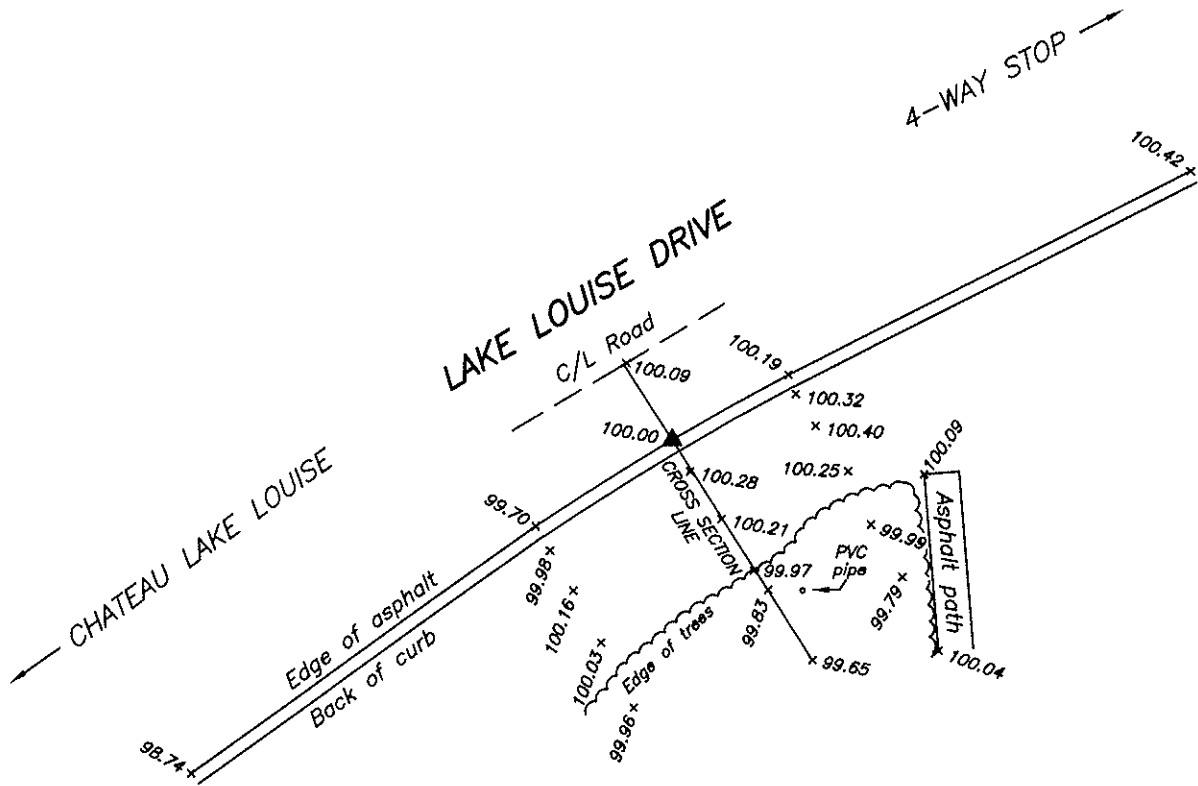 4-WAY STOP
100.42
LAKE LOUISE DRIVE
C/L Road
100.09
100.19
100.32
100.00
100.40
100.09
CHATEAU LAKE LOUISE
100.28
100.25
CROSS SECTION
LINE
99.70
100.21
Asphalt path
99.99
PVC
pipe
99.98
99.97
100.16
99.83
99.79
Edge of asphalt
Back of curb
100.03
Edge of trees
99.65
100.04
99.96
98.74